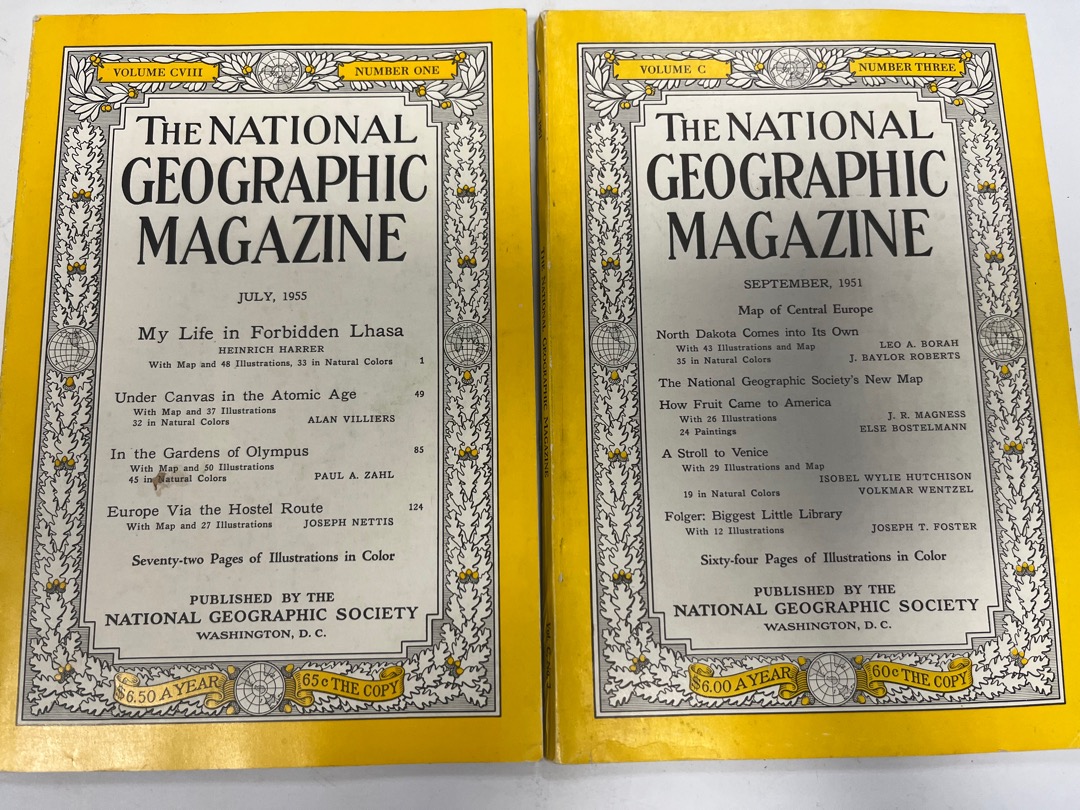 VOLUME CVIII
NUMBER ONE
THE NATIONAL
GEOGRAPHIC
MAGAZINE
JULY, 1955
My Life in Forbidden Lhasa
HEINRICH HARRER
With Map and 48 Illustrations, 33 in Natural Colors 1
Under Canvas in the Atomic Age 49
With Map and 37 Illustrations
32 in Natural Colors ALAN VILLIERS
In the Gardens of Olympus 85
With Map and 50 Illustrations
45 in Natural Colors PAUL A. ZAHL
Europe Via the Hostel Route 124
With Map and 27 Illustrations JOSEPH NETTIS
Seventy-two Pages of Illustrations in Color
PUBLISHED BY THE
NATIONAL GEOGRAPHIC SOCIETY
WASHINGTON, D. C.
$6.50 A YEAR
65¢ THE COPY
THE NATIONAL GEOGRAPHIC MAGAZINE
VOLUME C
NUMBER THREE
THE NATIONAL
GEOGRAPHIC
MAGAZINE
SEPTEMBER, 1951
Map of Central Europe
North Dakota Comes into Its Own
With 43 Illustrations and Map LEO A. BORAH
35 in Natural Colors J. BAYLOR ROBERTS
The National Geographic Society's New Map
How Fruit Came to America
With 26 Illustrations J. R. MAGNESS
24 Paintings ELSE BOSTELMANN
A Stroll to Venice
With 29 Illustrations and Map
ISOBEL WYLIE HUTCHISON
19 in Natural Colors VOLKMAR WENTZEL
Folger: Biggest Little Library
With 12 Illustrations JOSEPH T. FOSTER
Sixty-four Pages of Illustrations in Color
PUBLISHED BY THE
NATIONAL GEOGRAPHIC SOCIETY
WASHINGTON, D. C.
$6.00 A YEAR
60¢ THE COPY